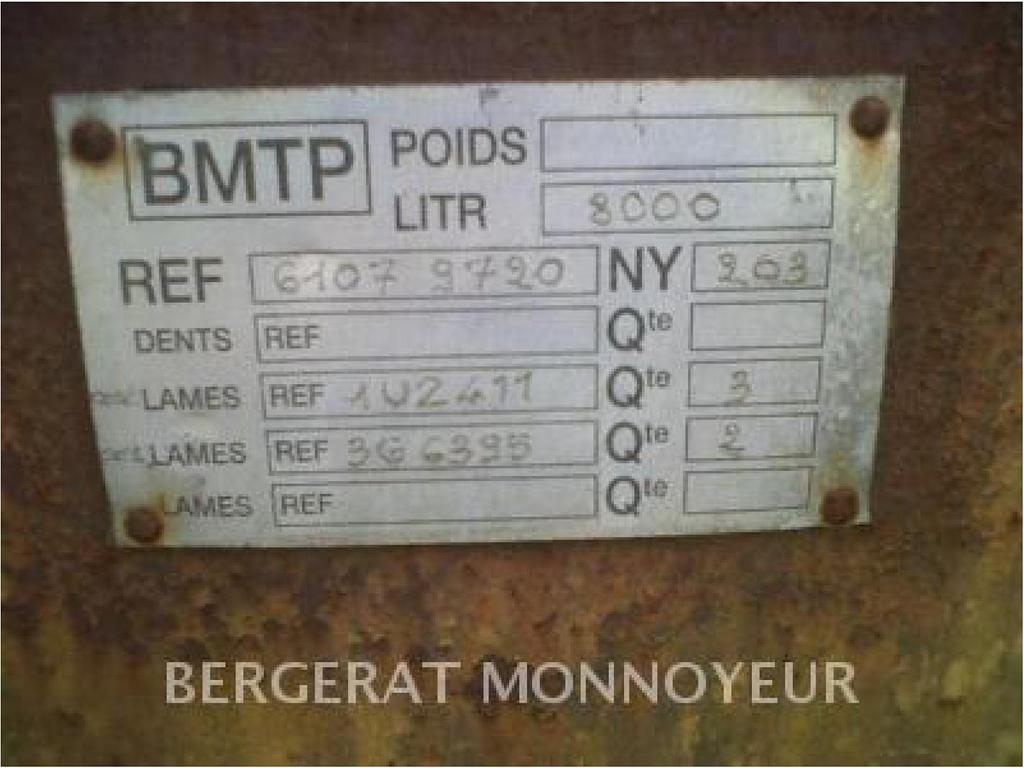 BMTP POIDS
LITR 8000
REF 6107 9720 NY 203
DENTS REF Qte
LAMES REF 1U2411 Qte 3
LAMES REF 3G6395 Qte 2
LAMES REF Qte
BERGERAT MONNOYEUR